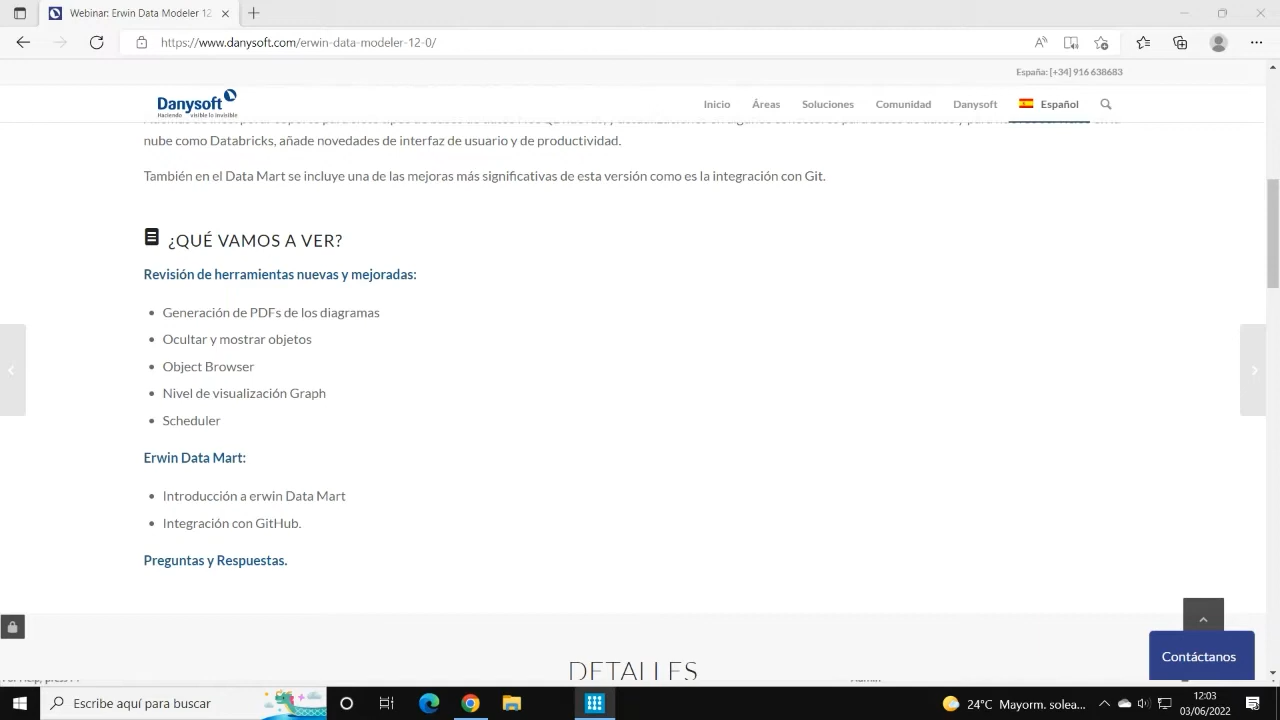 Webinar: Erwin Data Modeler 12
https://www.danysoft.com/erwin-data-modeler-12-0/
España: [+34] 916 638683
Danysoft
Haciendo visible lo invisible
Inicio
Áreas
Soluciones
Comunidad
Danysoft
Español
nube como Databricks, añade novedades de interfaz de usuario y de productividad.
También en el Data Mart se incluye una de las mejoras más significativas de esta versión como es la integración con Git.
¿QUÉ VAMOS A VER?
Revisión de herramientas nuevas y mejoradas:
Generación de PDFs de los diagramas
Ocultar y mostrar objetos
Object Browser
Nivel de visualización Graph
Scheduler
Erwin Data Mart:
Introducción a erwin Data Mart
Integración con GitHub.
Preguntas y Respuestas.
DETALLES
Contáctanos
Escribe aquí para buscar
24°C Mayorm. solea...
12:03
03/06/2022